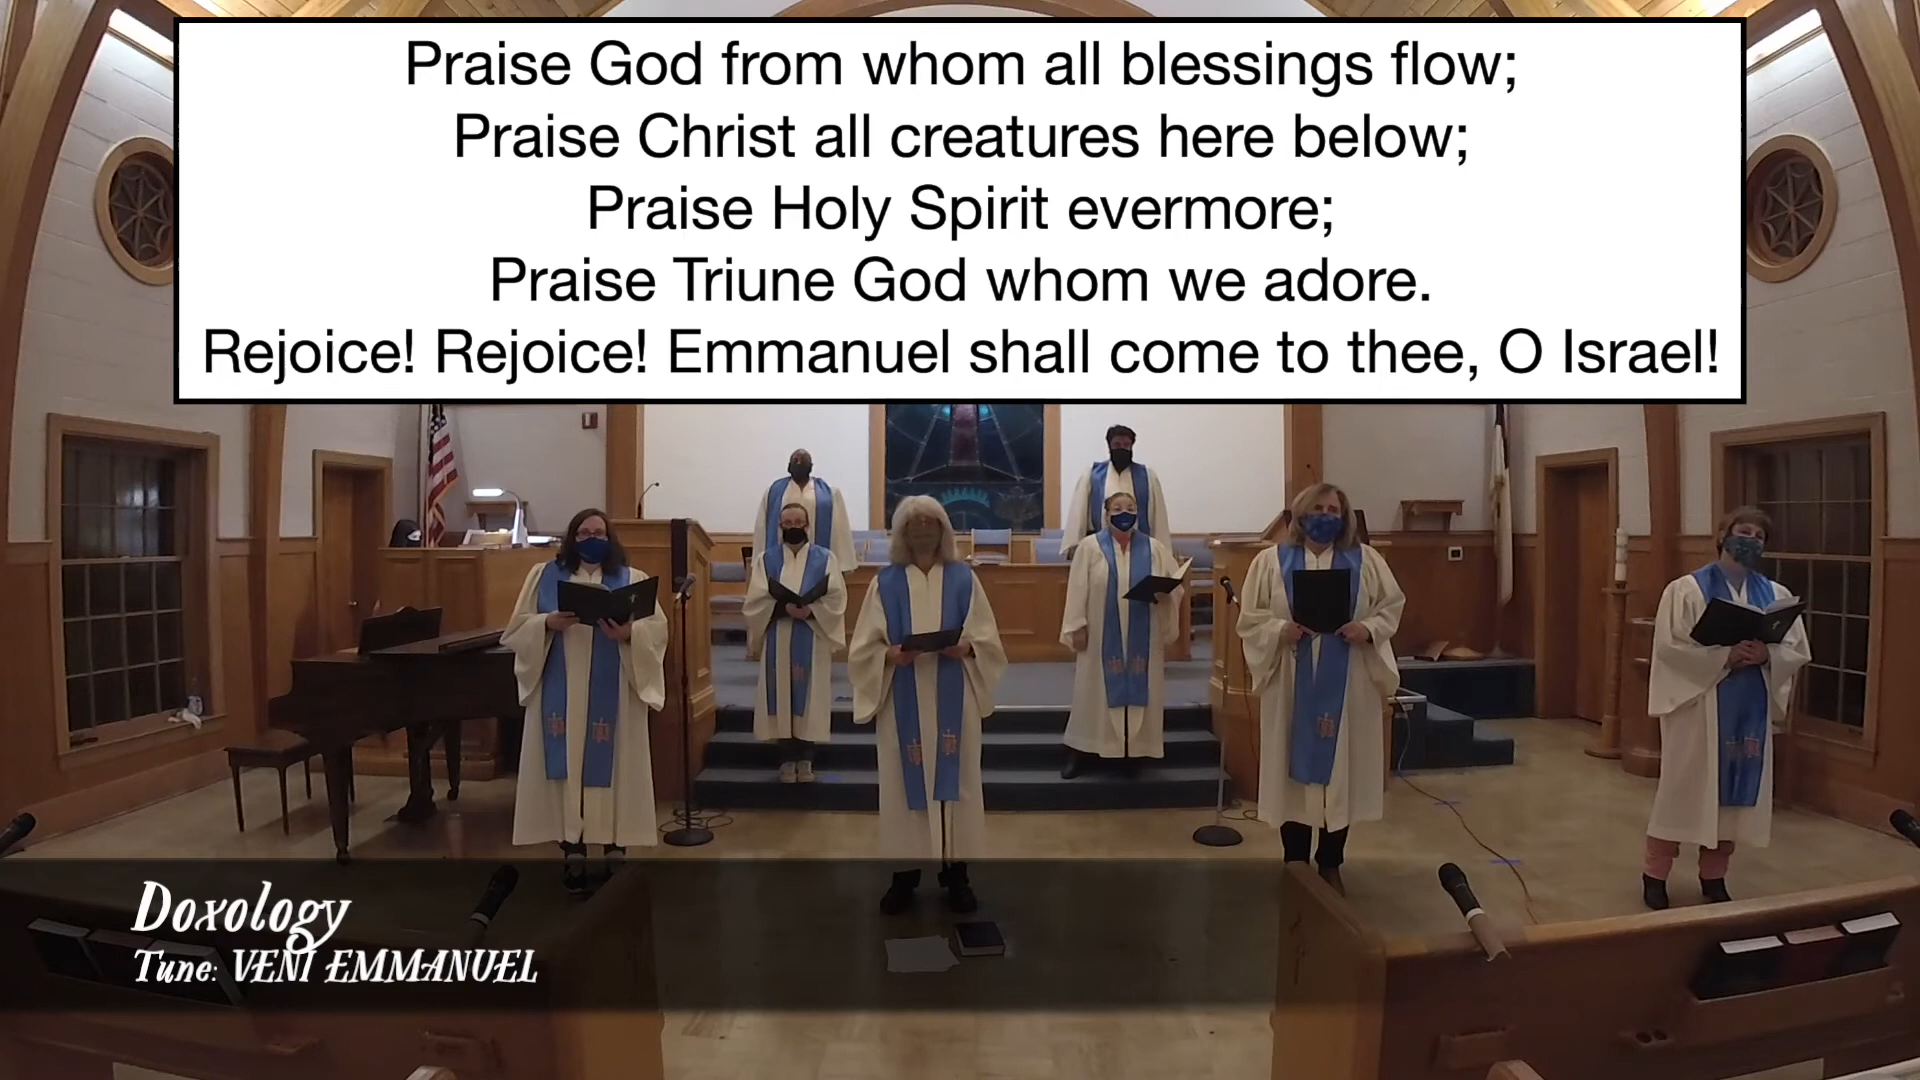 Praise God from whom all blessings flow;
Praise Christ all creatures here below;
Praise Holy Spirit evermore;
Praise Triune God whom we adore.
Rejoice! Rejoice! Emmanuel shall come to thee, O Israel!
Doxology
Tune: VENI EMMANUEL